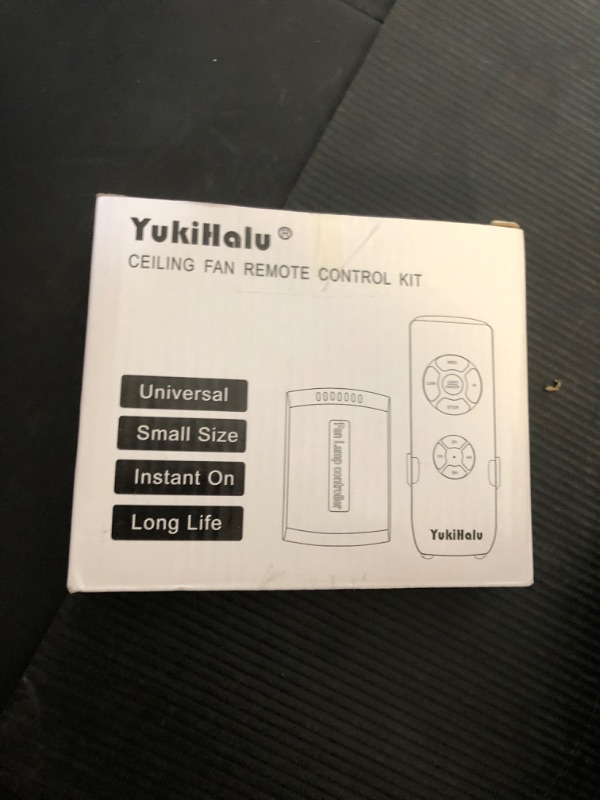 YukiHalu ®
CEILING FAN REMOTE CONTROL KIT
Universal
Small Size
Instant On
Long Life
Fan Lamp controller
STOP
YukiHalu